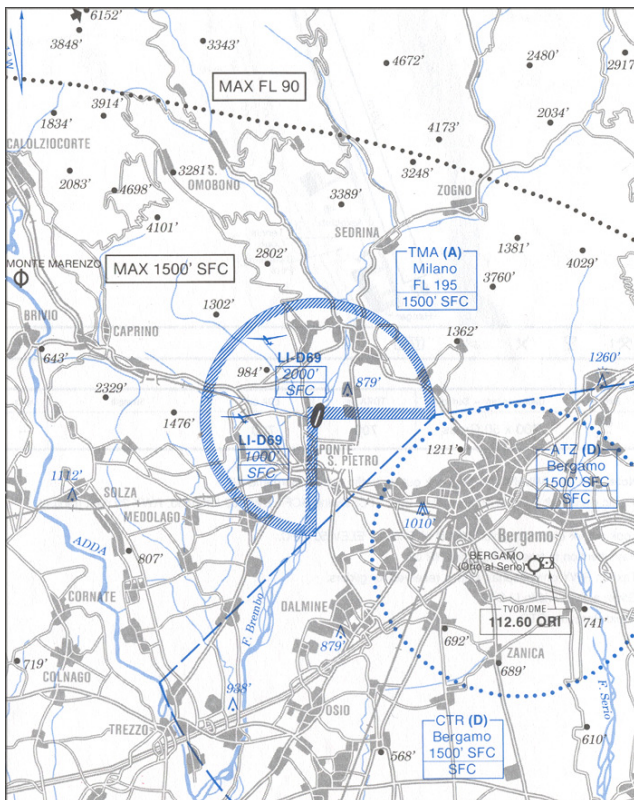 6152'
3848'
3343'
4672'
2480'
2917'
MAX FL 90
3914'
1834'
2034'
4173'
CALOLZIOCORTE
3281'
S.
OMOBONO
3248'
2083'
4698'
ZOGNO
3389'
4101'
SEDRINA
1381'
4029'
2802'
TMA (A)
Milano
FL 195
1500' SFC
MONTE MARENZO
MAX 1500' SFC
3760'
1302'
BRIVIO
CAPRINO
1362'
643'
LI-D69
2000'
SFC
984'
879'
1260'
2329'
1476'
LI-D69
1000'
SFC
PONTE
S. PIETRO
1211'
ATZ (D)
Bergamo
1500' SFC
SFC
1112'
SOLZA
MEDOLAGO
1010'
ADDA
Bergamo
807'
BERGAMO
(Orio al Serio)
CORNATE
DALMINE
F. Brembo
TVOR/DME
112.60 ORI
741'
692'
879'
ZANICA
719'
689'
COLNAGO
938'
F. Serio
OSIO
TREZZO
CTR (D)
Bergamo
1500' SFC
SFC
610'
568'